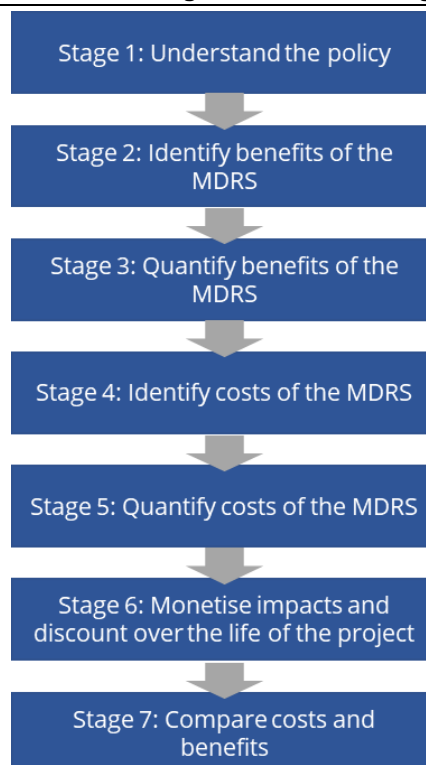 Stage 1: Understand the policy
Stage 2: Identify benefits of the
MDRS
Stage 3: Quantify benefits of the
MDRS
Stage 4: Identify costs of the MDRS
Stage 5: Quantify costs of the MDRS
Stage 6: Monetise impacts and
discount over the life of the project
Stage 7: Compare costs and
benefits